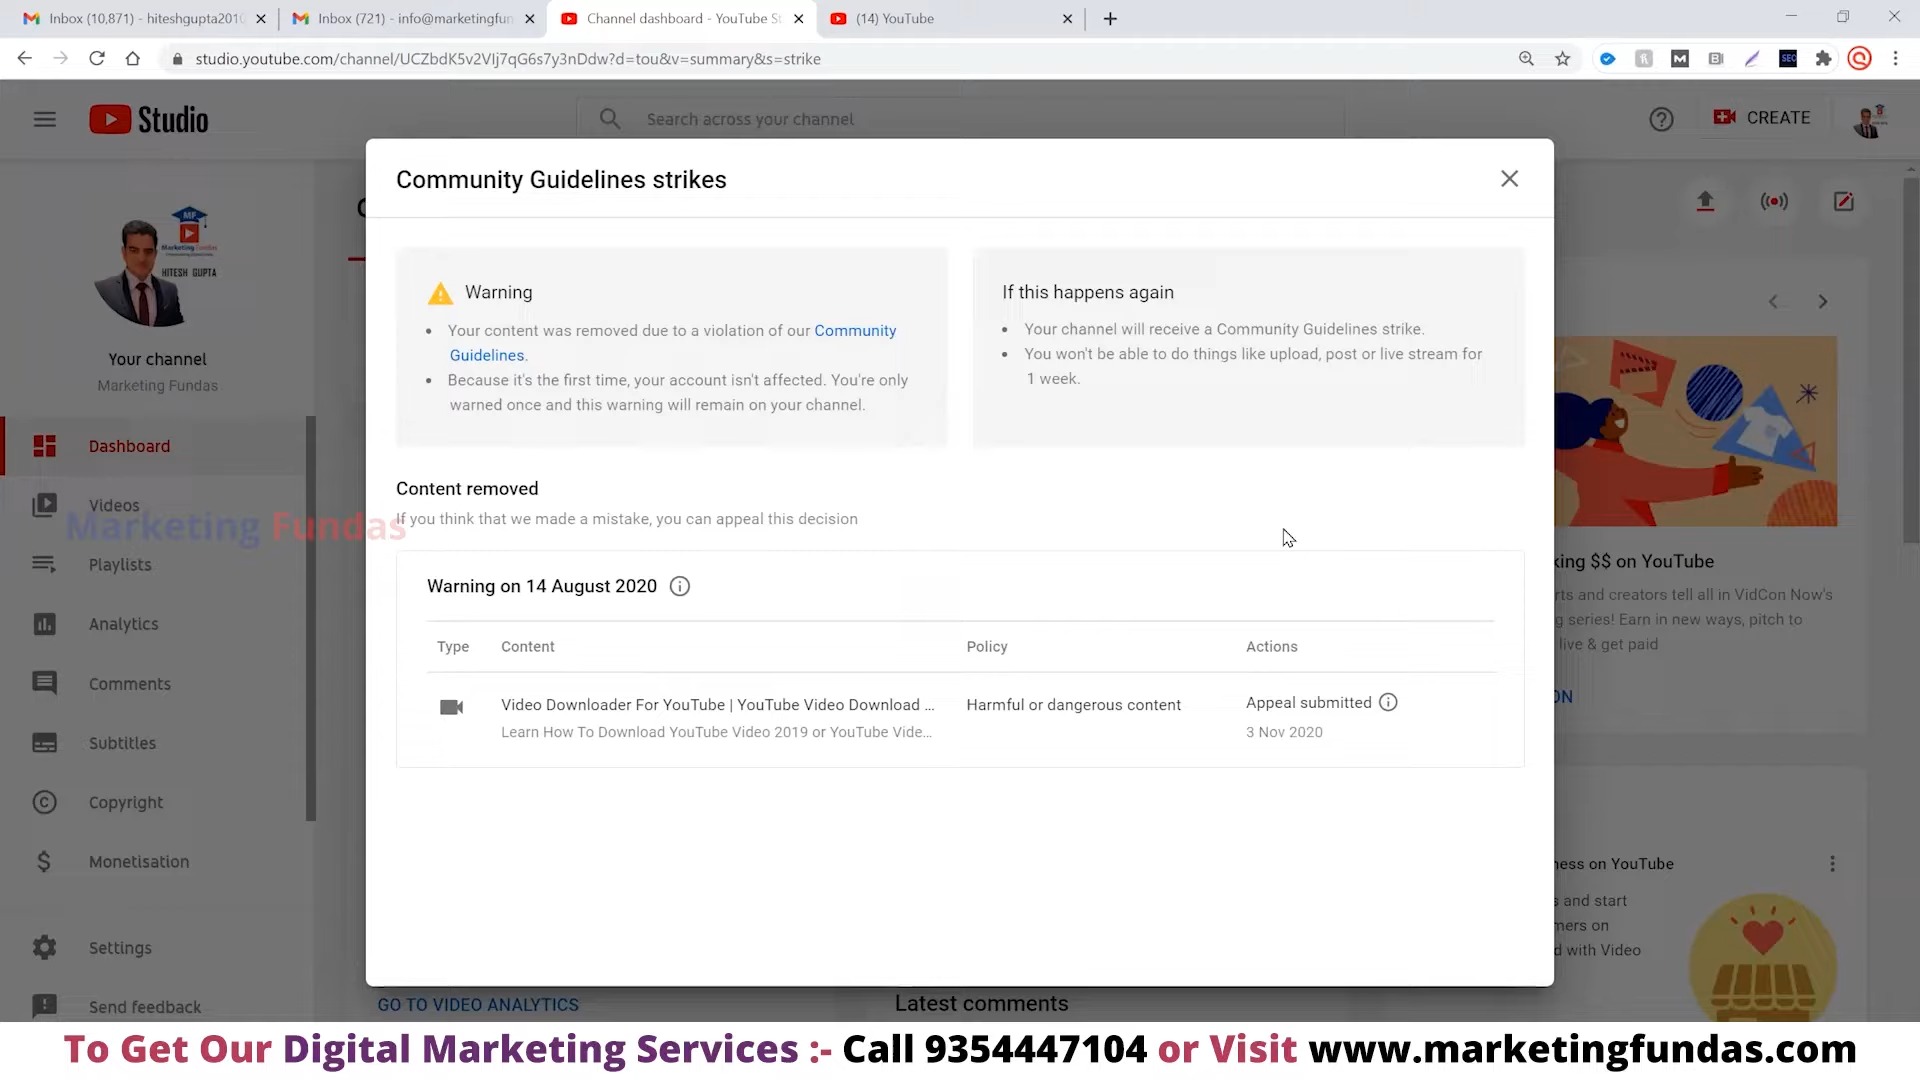 Inbox (10,871) - hiteshgupta2010
Inbox (721) - info@marketingfun
Channel dashboard - YouTube St
(14) YouTube
studio.youtube.com/channel/UCZbdK5v2VIj7qG6s7y3nDdw?d=tou&v=summary&s=strike
Studio
Search across your channel
CREATE
Community Guidelines strikes
Marketing Fundas
HITESH GUPTA
Your channel
Marketing Fundas
Warning
Your content was removed due to a violation of our Community
Guidelines.
Because it's the first time, your account isn't affected. You're only
warned once and this warning will remain on your channel.
If this happens again
Your channel will receive a Community Guidelines strike.
You won't be able to do things like upload, post or live stream for
1 week.
Content removed
If you think that we made a mistake, you can appeal this decision
Warning on 14 August 2020
Type Content Policy Actions
Video Downloader For YouTube | YouTube Video Download ... Harmful or dangerous content Appeal submitted
Learn How To Download YouTube Video 2019 or YouTube Vide... 3 Nov 2020
Dashboard
Videos
Marketing Fundas
Playlists
Analytics
Comments
Subtitles
Copyright
Monetisation
Settings
Send feedback
king $$ on YouTube
rts and creators tell all in VidCon Now's
g series! Earn in new ways, pitch to
live & get paid
ON
ness on YouTube
s and start
mers on
d with Video
GO TO VIDEO ANALYTICS
Latest comments
To Get Our Digital Marketing Services :- Call 9354447104 or Visit www.marketingfundas.com